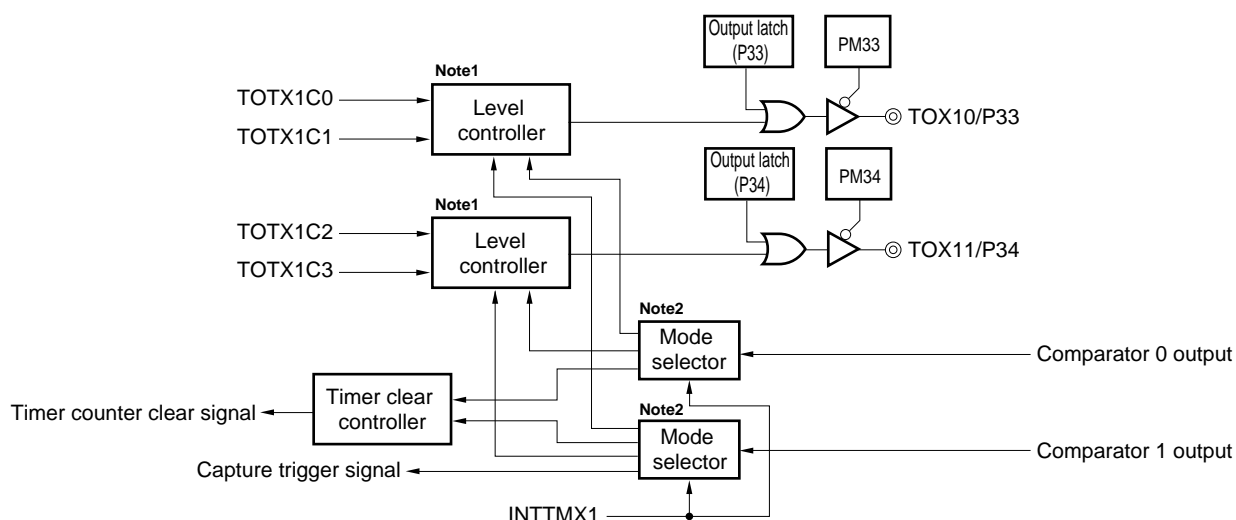 Output latch
(P33)
PM33
Note1
TOTX1C0
TOTX1C1
Level
controller
TOX10/P33
Output latch
(P34)
PM34
Note1
TOTX1C2
TOTX1C3
Level
controller
TOX11/P34
Note2
Mode
selector
Comparator 0 output
Timer clear
controller
Timer counter clear signal
Note2
Mode
selector
Comparator 1 output
Capture trigger signal
INTTMX1